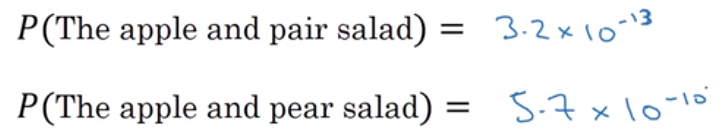 P(The apple and pair salad) = 3.2 × 10⁻¹³
P(The apple and pear salad) = 5.7 × 10⁻¹⁰